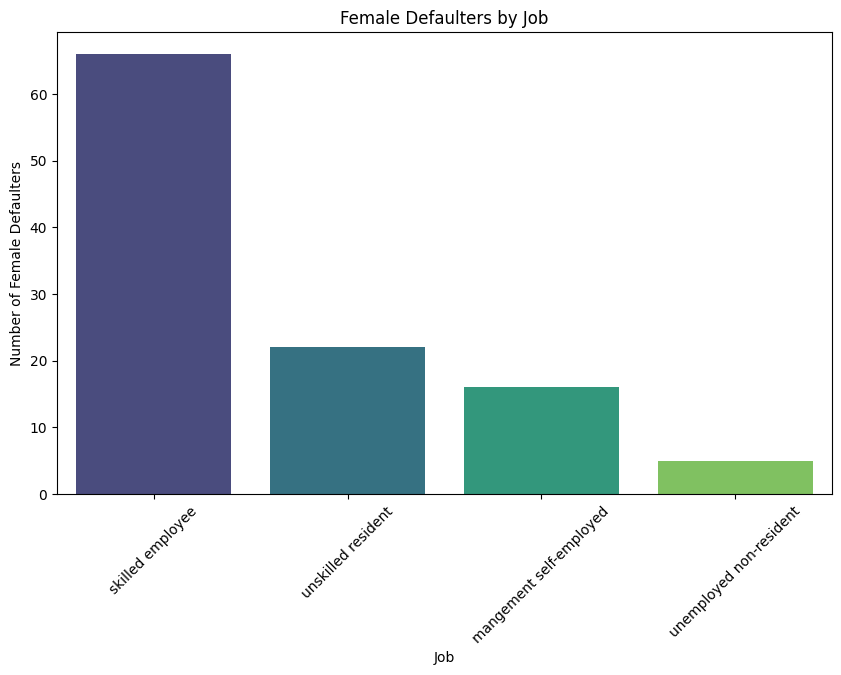 Female Defaulters by Job
Number of Female Defaulters
60
50
40
30
20
10
0
skilled employee
unskilled resident
mangement self-employed
unemployed non-resident
Job